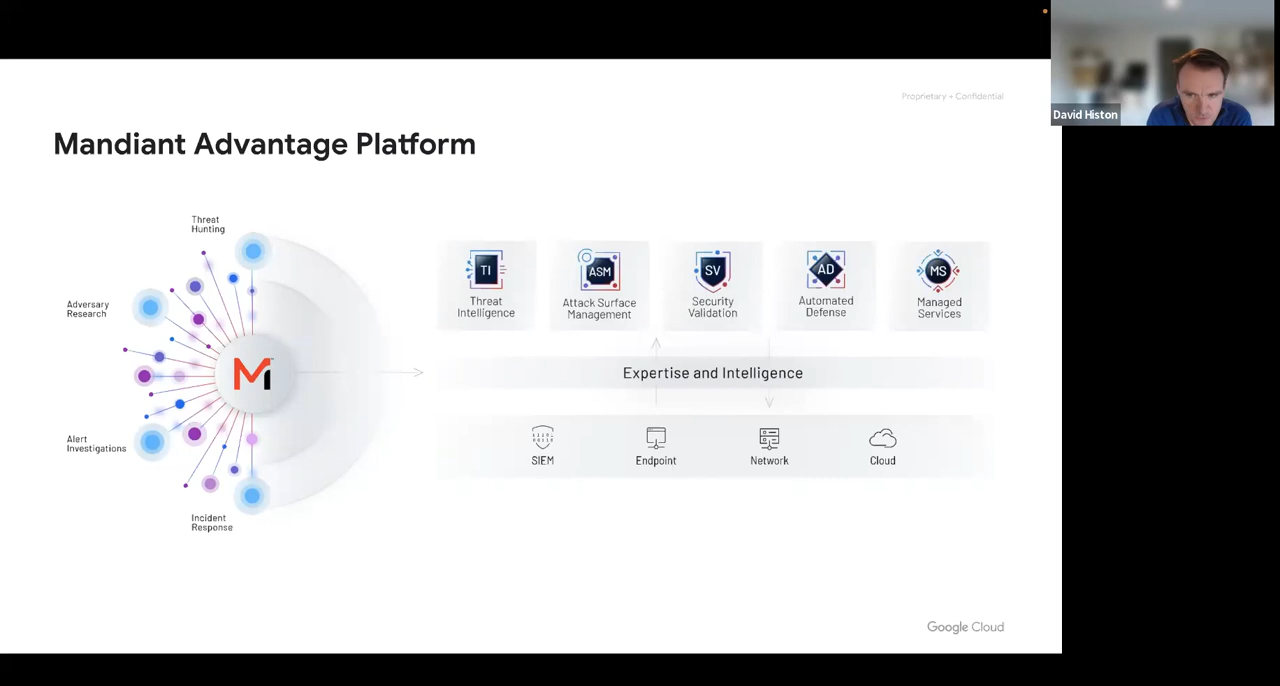 David Histon
Proprietary + Confidential
Mandiant Advantage Platform
Threat
Hunting
Adversary
Research
Alert
Investigations
Incident
Response
M
TI
Threat
Intelligence
ASM
Attack Surface
Management
SV
Security
Validation
AD
Automated
Defense
MS
Managed
Services
Expertise and Intelligence
SIEM
Endpoint
Network
Cloud
Google Cloud